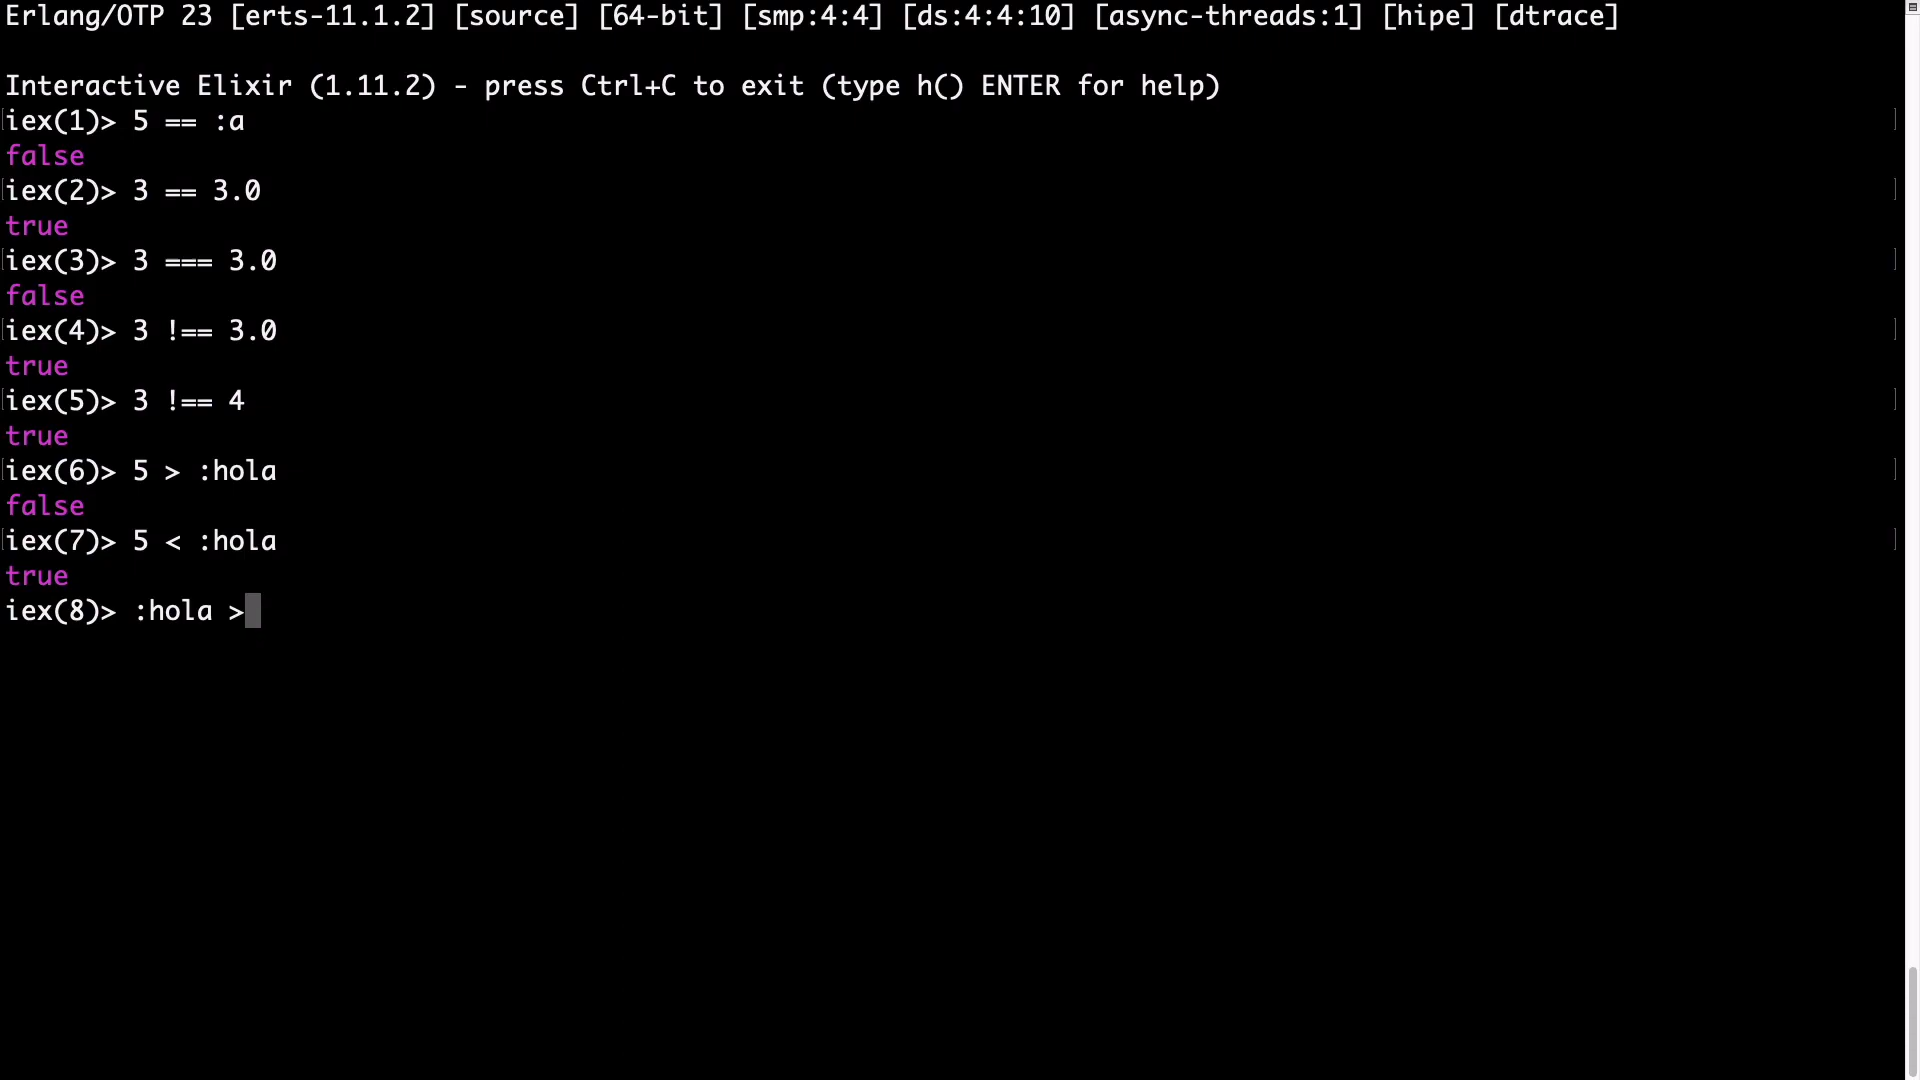 Erlang/OTP 23 [erts-11.1.2] [source] [64-bit] [smp:4:4] [ds:4:4:10] [async-threads:1] [hipe] [dtrace]
Interactive Elixir (1.11.2) - press Ctrl+C to exit (type h() ENTER for help)
iex(1)> 5 == :a
false
iex(2)> 3 == 3.0
true
iex(3)> 3 === 3.0
false
iex(4)> 3 !== 3.0
true
iex(5)> 3 !== 4
true
iex(6)> 5 > :hola
false
iex(7)> 5 < :hola
true
iex(8)> :hola >